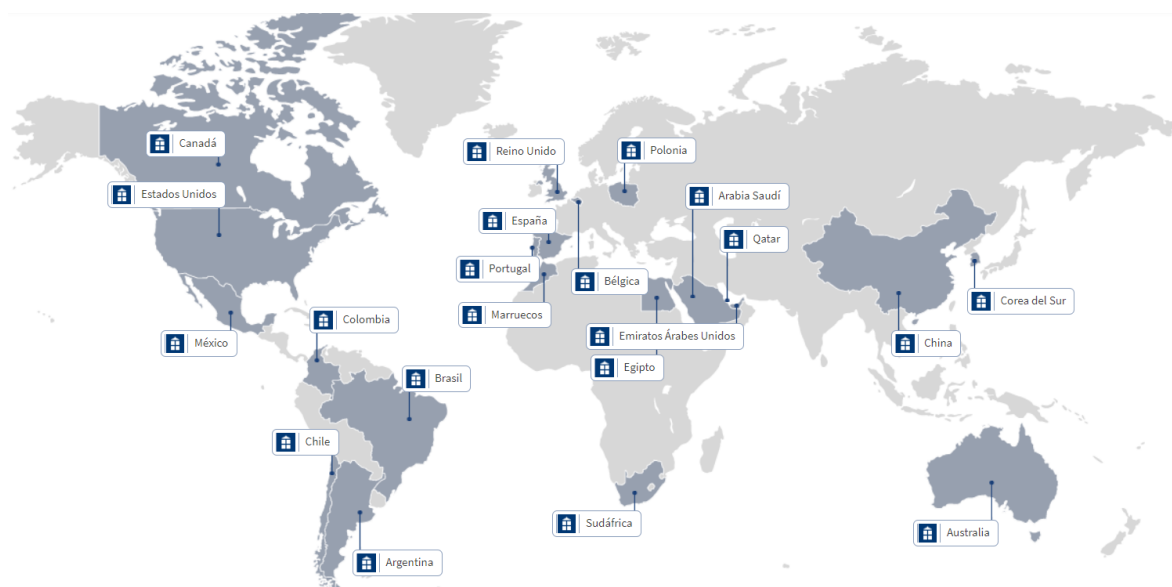 Canadá
Reino Unido
Polonia
Estados Unidos
Arabia Saudí
España
Qatar
Portugal
Bélgica
Corea del Sur
Marruecos
Colombia
Emiratos Árabes Unidos
México
China
Egipto
Brasil
Chile
Sudáfrica
Australia
Argentina